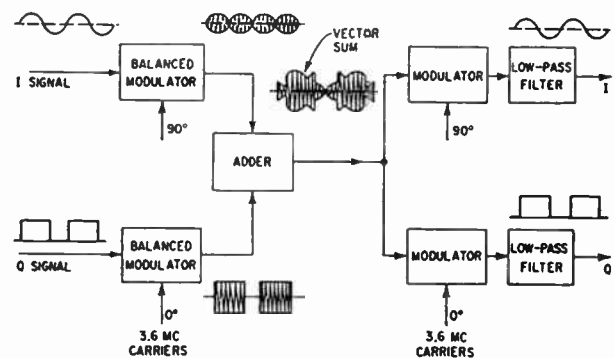 I SIGNAL
BALANCED
MODULATOR
90°
VECTOR
SUM
ADDER
MODULATOR
90°
LOW-PASS
FILTER
I
Q SIGNAL
BALANCED
MODULATOR
0°
3.6 MC
CARRIERS
MODULATOR
0°
3.6 MC
CARRIERS
LOW-PASS
FILTER
Q